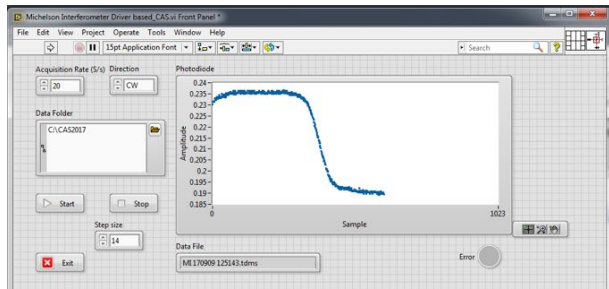 Michelson Interferometer Driver based_CAS.vi Front Panel *
File Edit View Project Operate Tools Window Help
15pt Application Font
Search
Acquisition Rate (S/s) Direction Photodiode
20 CW
Data Folder
C:\CAS2017
Start Stop
Step size
14
Exit
0.24
0.235
0.23
0.225
0.22
0.215
0.21
0.205
0.2
0.195
0.19
0.185
Amplitude
0 1023
Sample
Data File
MI 170909 125143.tdms
Error